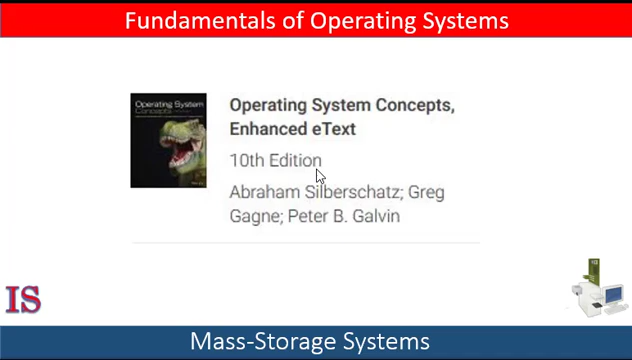 Fundamentals of Operating Systems
Operating System
Concepts
Operating System Concepts,
Enhanced eText
10th Edition
Abraham Silberschatz; Greg
Gagne; Peter B. Galvin
IS
Mass-Storage Systems